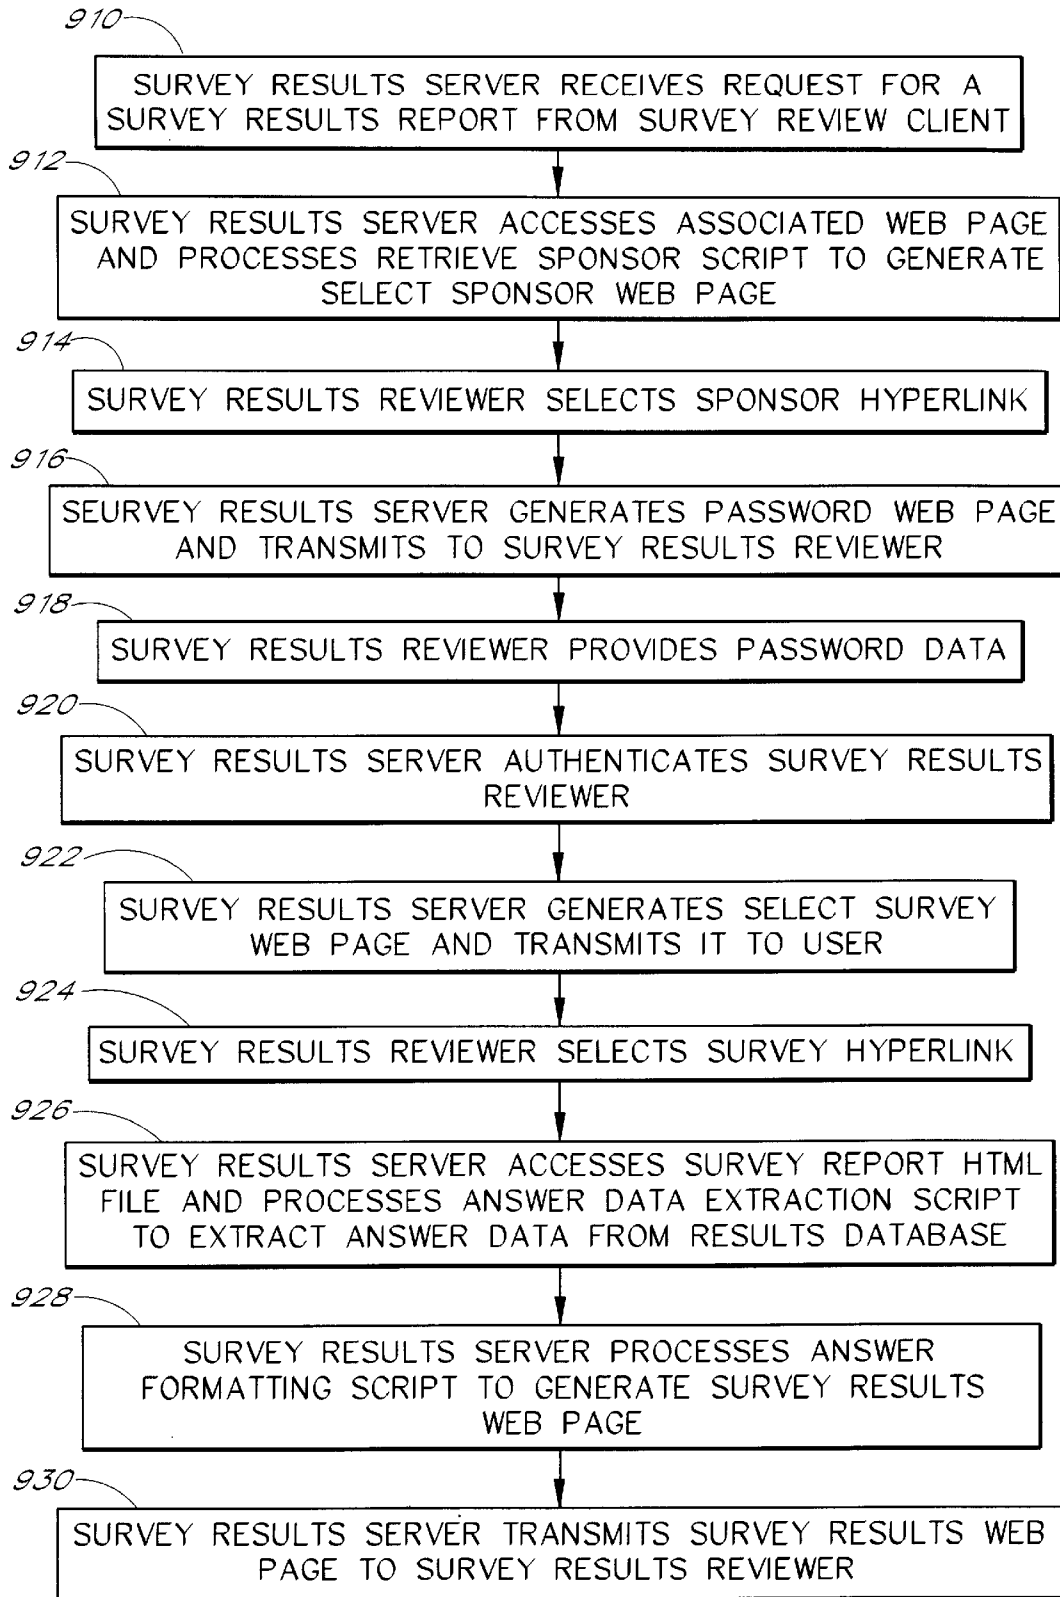 910
SURVEY RESULTS SERVER RECEIVES REQUEST FOR A
SURVEY RESULTS REPORT FROM SURVEY REVIEW CLIENT
912
SURVEY RESULTS SERVER ACCESSES ASSOCIATED WEB PAGE
AND PROCESSES RETRIEVE SPONSOR SCRIPT TO GENERATE
SELECT SPONSOR WEB PAGE
914
SURVEY RESULTS REVIEWER SELECTS SPONSOR HYPERLINK
916
SEURVEY RESULTS SERVER GENERATES PASSWORD WEB PAGE
AND TRANSMITS TO SURVEY RESULTS REVIEWER
918
SURVEY RESULTS REVIEWER PROVIDES PASSWORD DATA
920
SURVEY RESULTS SERVER AUTHENTICATES SURVEY RESULTS
REVIEWER
922
SURVEY RESULTS SERVER GENERATES SELECT SURVEY
WEB PAGE AND TRANSMITS IT TO USER
924
SURVEY RESULTS REVIEWER SELECTS SURVEY HYPERLINK
926
SURVEY RESULTS SERVER ACCESSES SURVEY REPORT HTML
FILE AND PROCESSES ANSWER DATA EXTRACTION SCRIPT
TO EXTRACT ANSWER DATA FROM RESULTS DATABASE
928
SURVEY RESULTS SERVER PROCESSES ANSWER
FORMATTING SCRIPT TO GENERATE SURVEY RESULTS
WEB PAGE
930
SURVEY RESULTS SERVER TRANSMITS SURVEY RESULTS WEB
PAGE TO SURVEY RESULTS REVIEWER